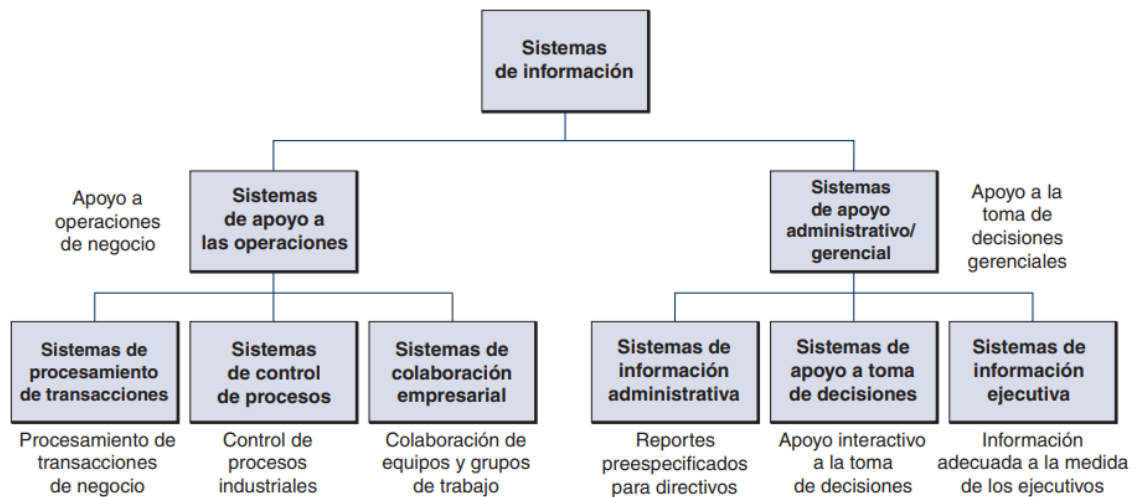 Sistemas
de información
Apoyo a
operaciones
de negocio
Sistemas
de apoyo a
las operaciones
Sistemas
de apoyo
administrativo/
gerencial
Apoyo a la
toma de
decisiones
gerenciales
Sistemas de
procesamiento
de transacciones
Sistemas
de control
de procesos
Sistemas de
colaboración
empresarial
Sistemas de
información
administrativa
Sistemas de
apoyo a toma
de decisiones
Sistemas de
información
ejecutiva
Procesamiento de
transacciones
de negocio
Control de
procesos
industriales
Colaboración de
equipos y grupos
de trabajo
Reportes
preespecificados
para directivos
Apoyo interactivo
a la toma
de decisiones
Información
adecuada a la medida
de los ejecutivos